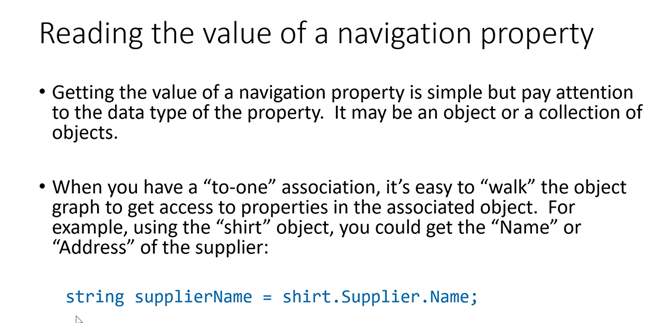 Reading the value of a navigation property
• Getting the value of a navigation property is simple but pay attention
to the data type of the property.  It may be an object or a collection of
objects.
• When you have a “to-one” association, it’s easy to “walk” the object
graph to get access to properties in the associated object.  For
example, using the “shirt” object, you could get the “Name” or
“Address” of the supplier:
string supplierName = shirt.Supplier.Name;